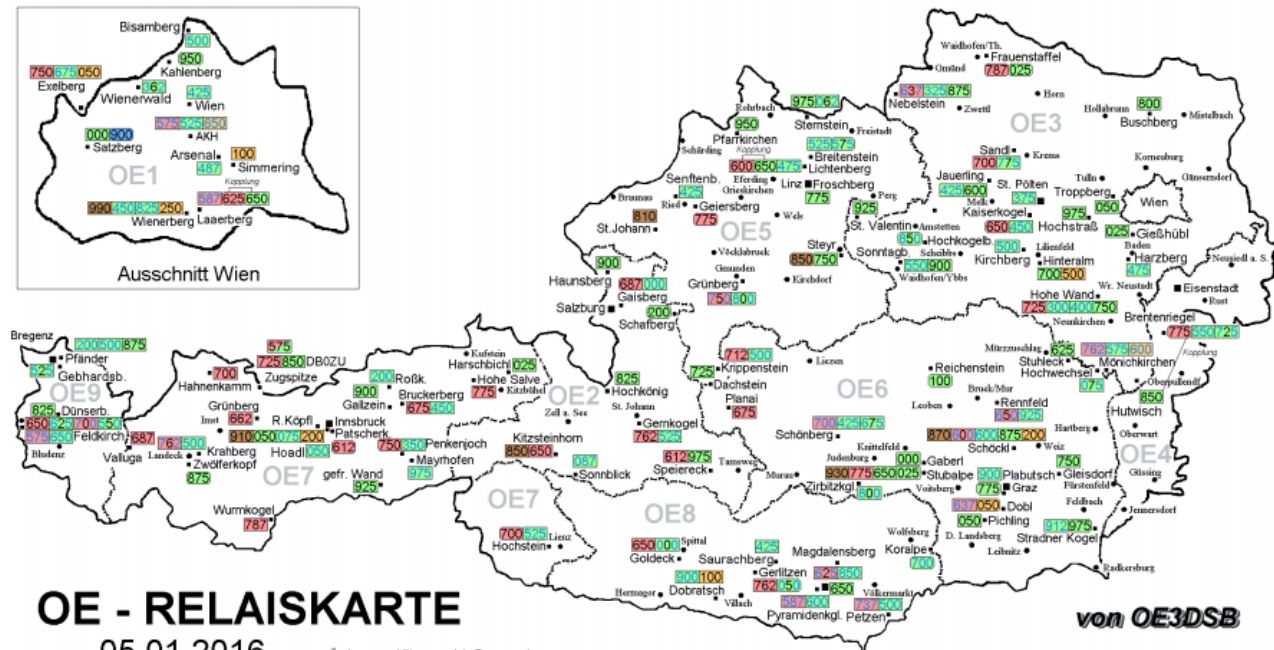 Bisamberg
500
950
Kahlenberg
750 675 050
Exelberg
362
Wienerwald
425
Wien
000 900
Satzberg
575 525 650
AKH
Arsenal
487
100
Simmering
OE1
Kopplung
587 625 650
Laaerberg
990 450 825 250
Wienerberg
Ausschnitt Wien
Waidhofen/Th.
Frauenstaffel
787 025
Gmünd
637 325 875
Nebelstein
Zwettl
Horn
OE3
Hollabrunn
800
Buschberg
Mistelbach
975 062
Sternstein
Rohrbach
950
Pfarrkirchen
Freistadt
525 575
Breitenstein
Schärding
Kopplung
600 650 475
Lichtenberg
Eferding
Grieskirchen
Linz
Froschberg
775
Senftenb.
425
Ried
Geiersberg
775
Braunau
810
St.Johann
Wels
OE5
Perg
925
St. Valentin
Amstetten
Sandl
700 775
Krems
Jauerling
425 600
Melk
St. Pölten
375
Kaiserkogel
650 450
Tulln
Troppberg
050
Korneuburg
Gänserndorf
Wien
975
Hochstraß
025
Gießhübl
Baden
Harzberg
475
850
Hochkogelb.
Scheibbs
Sonntagb.
550 900
Waidhofen/Ybbs
500
Kirchberg
Lilienfeld
Hinteralm
700 500
Neusiedl a. S.
Eisenstadt
Rust
Wr. Neustadt
Hohe Wand
725 300 400 750
Neunkirchen
Brentenriegel
775 550 725
Kopplung
Vöcklabruck
Steyr
850 750
Kirchdorf
Gmunden
Grünberg
750 800
900
Haunsberg
687 000
Gaisberg
Salzburg
200
Schafberg
Bregenz
200 500 875
Pfänder
525
Gebhardsb.
OE9
825
Dünserb.
650 625 700 550
575 650
Feldkirch
Bludenz
687
Valluga
700
Hahnenkamm
575
725 850
DB0ZU
Zugspitze
Grünberg
662
Imst
762 500
Landeck
Krahberg
Zwölferkopf
875
OE7
R.Köpfl
Innsbruck
Patscherk.
910 050 075 200
Hoadl
050
612
200
Roßk.
900
Gallzein
Bruckerberg
675 450
750 350
Penkenjoch
Mayrhofen
975
gefr. Wand
925
Wurmkogel
787
Kufstein
Harschbichl
025
Hohe Salve
775
Kitzbühel
OE2
Zell a. See
Kitzsteinhorn
850 650
087
Sonnblick
825
Hochkönig
St. Johann
Gernkogel
762 525
612 975
Speiereck
Tamsweg
712 500
Krippenstein
725
Dachstein
Planai
675
Liezen
OE6
Reichenstein
100
Bruck/Mur
Leoben
Rennfeld
850 925
Mürzzuschlag
625
Stuhleck
Hochwechsel
075
762 575 600
Mönichkirchen
Oberpullendf.
850
Hutwisch
Oberwart
OE4
Güssing
Jennersdorf
700 425 675
Schönberg
Knittelfeld
000
Gaberl
Judenburg
930 775 650 025
Stubalpe
Zirbitzkgl.
600
Murau
Hartberg
870 600 600 875 200
Schöckl
Weiz
750
Gleisdorf
Fürstenfeld
900
Plabutsch
775
Graz
Voitsberg
637 050
Dobl
050
Pichling
D. Landsberg
Leibnitz
Feldbach
912 975
Stradner Kogel
Radkersburg
OE7
700 525
Hochstein
Lienz
OE8
650 000
Spittal
Goldeck
425
Saurachberg
Gerlitzen
762 050
900 100
Dobratsch
Hermagor
Villach
Magdalensberg
625 850
650
587 600
Pyramidenkgl.
Völkermarkt
737 500
Petzen
Wolfsberg
Koralpe
700
OE - RELAISKARTE
05.01.2016
von OE3DSB